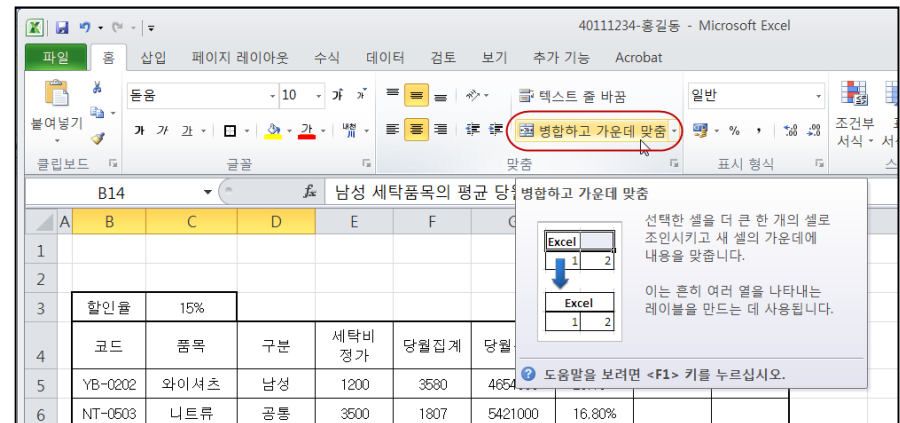 40111234-홍길동 - Microsoft Excel
파일 홈 삽입 페이지 레이아웃 수식 데이터 검토 보기 추가 기능 Acrobat
돋움 10 가 가 텍스트 줄 바꿈 일반
붙여넣기 가 가 가 가 병합하고 가운데 맞춤 % , 조건부 서식
클립보드 글꼴 맞춤 표시 형식
B14 fx 남성 세탁품목의 평균
병합하고 가운데 맞춤
선택한 셀을 더 큰 한 개의 셀로
조인시키고 새 셀의 가운데에
내용을 맞춥니다.
이는 흔히 여러 열을 나타내는
레이블을 만드는 데 사용됩니다.
Excel
1 2
Excel
1 2
도움말을 보려면 <F1> 키를 누르십시오.
A B C D E F
1
2
3 할인율 15%
4 코드 품목 구분 세탁비 정가 당월집계
5 YB-0202 와이셔츠 남성 1200 3580
6 NT-0503 니트류 공통 3500 1807 5421000 16.80%